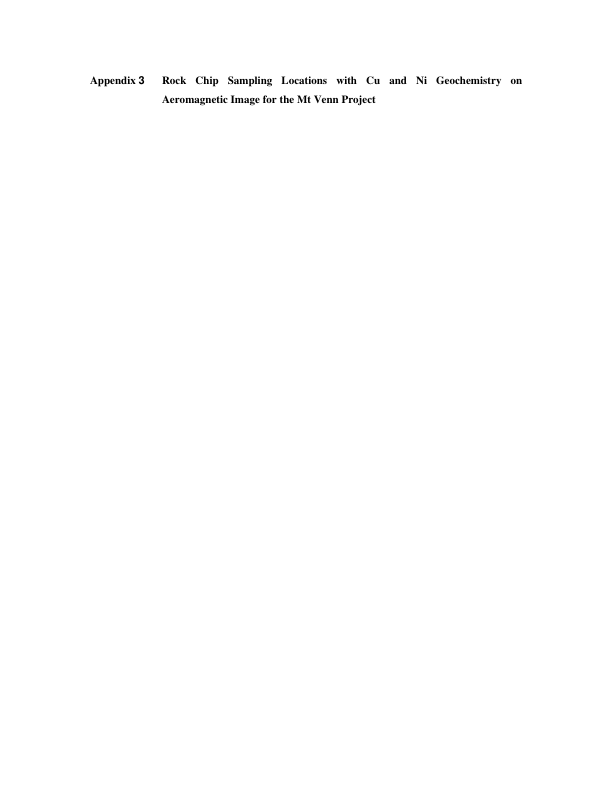 Appendix 3 Rock Chip Sampling Locations with Cu and Ni Geochemistry on
Aeromagnetic Image for the Mt Venn Project